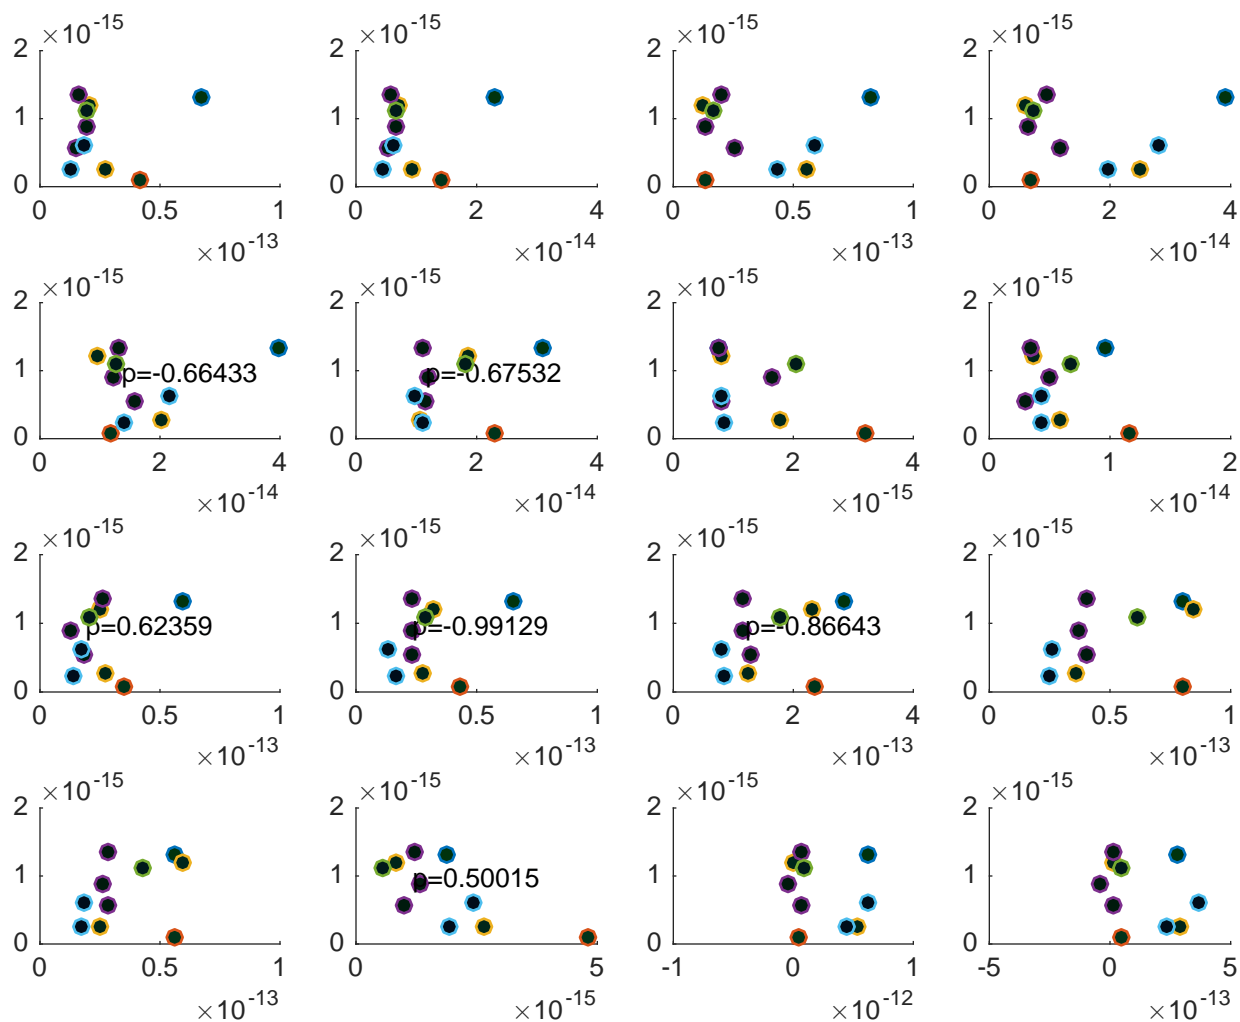 ×10-15 ×10-15 ×10-15 ×10-15
2 2 2 2
1 1 1 1
0 0 0 0
0 0.5 1 0 2 4 0 0.5 1 0 2 4
×10-13 ×10-14 ×10-13 ×10-14
×10-15 ×10-15 ×10-15 ×10-15
2 2 2 2
1 p=-0.66433 1 p=-0.67532 1 1
0 0 0 0
0 2 4 0 2 4 0 2 4 0 1 2
×10-14 ×10-14 ×10-15 ×10-14
×10-15 ×10-15 ×10-15 ×10-15
2 2 2 2
1 p=0.62359 1 p=-0.99129 1 p=-0.86643 1
0 0 0 0
0 0.5 1 0 0.5 1 0 2 4 0 0.5 1
×10-13 ×10-13 ×10-13 ×10-13
×10-15 ×10-15 ×10-15 ×10-15
2 2 2 2
1 1 p=0.50015 1 1
0 0 0 0
0 0.5 1 0 5 -1 0 1 -5 0 5
×10-13 ×10-15 ×10-12 ×10-13